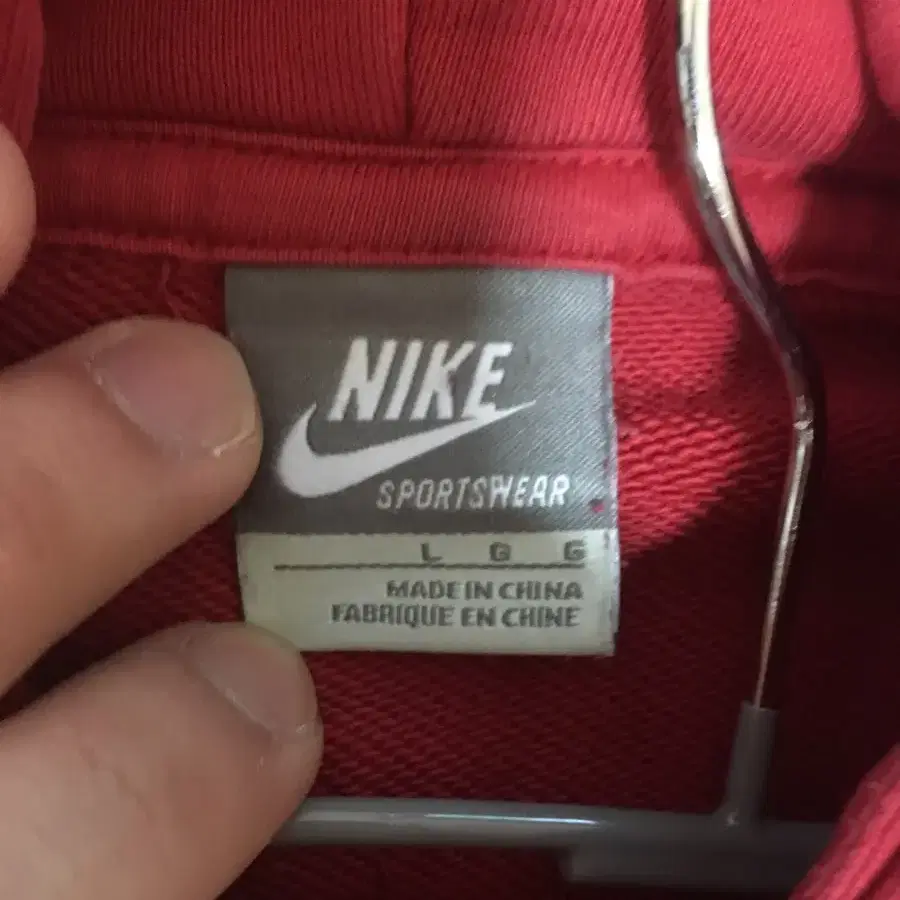 NIKE
SPORTSWEAR
L G G
MADE IN CHINA
FABRIQUE EN CHINE